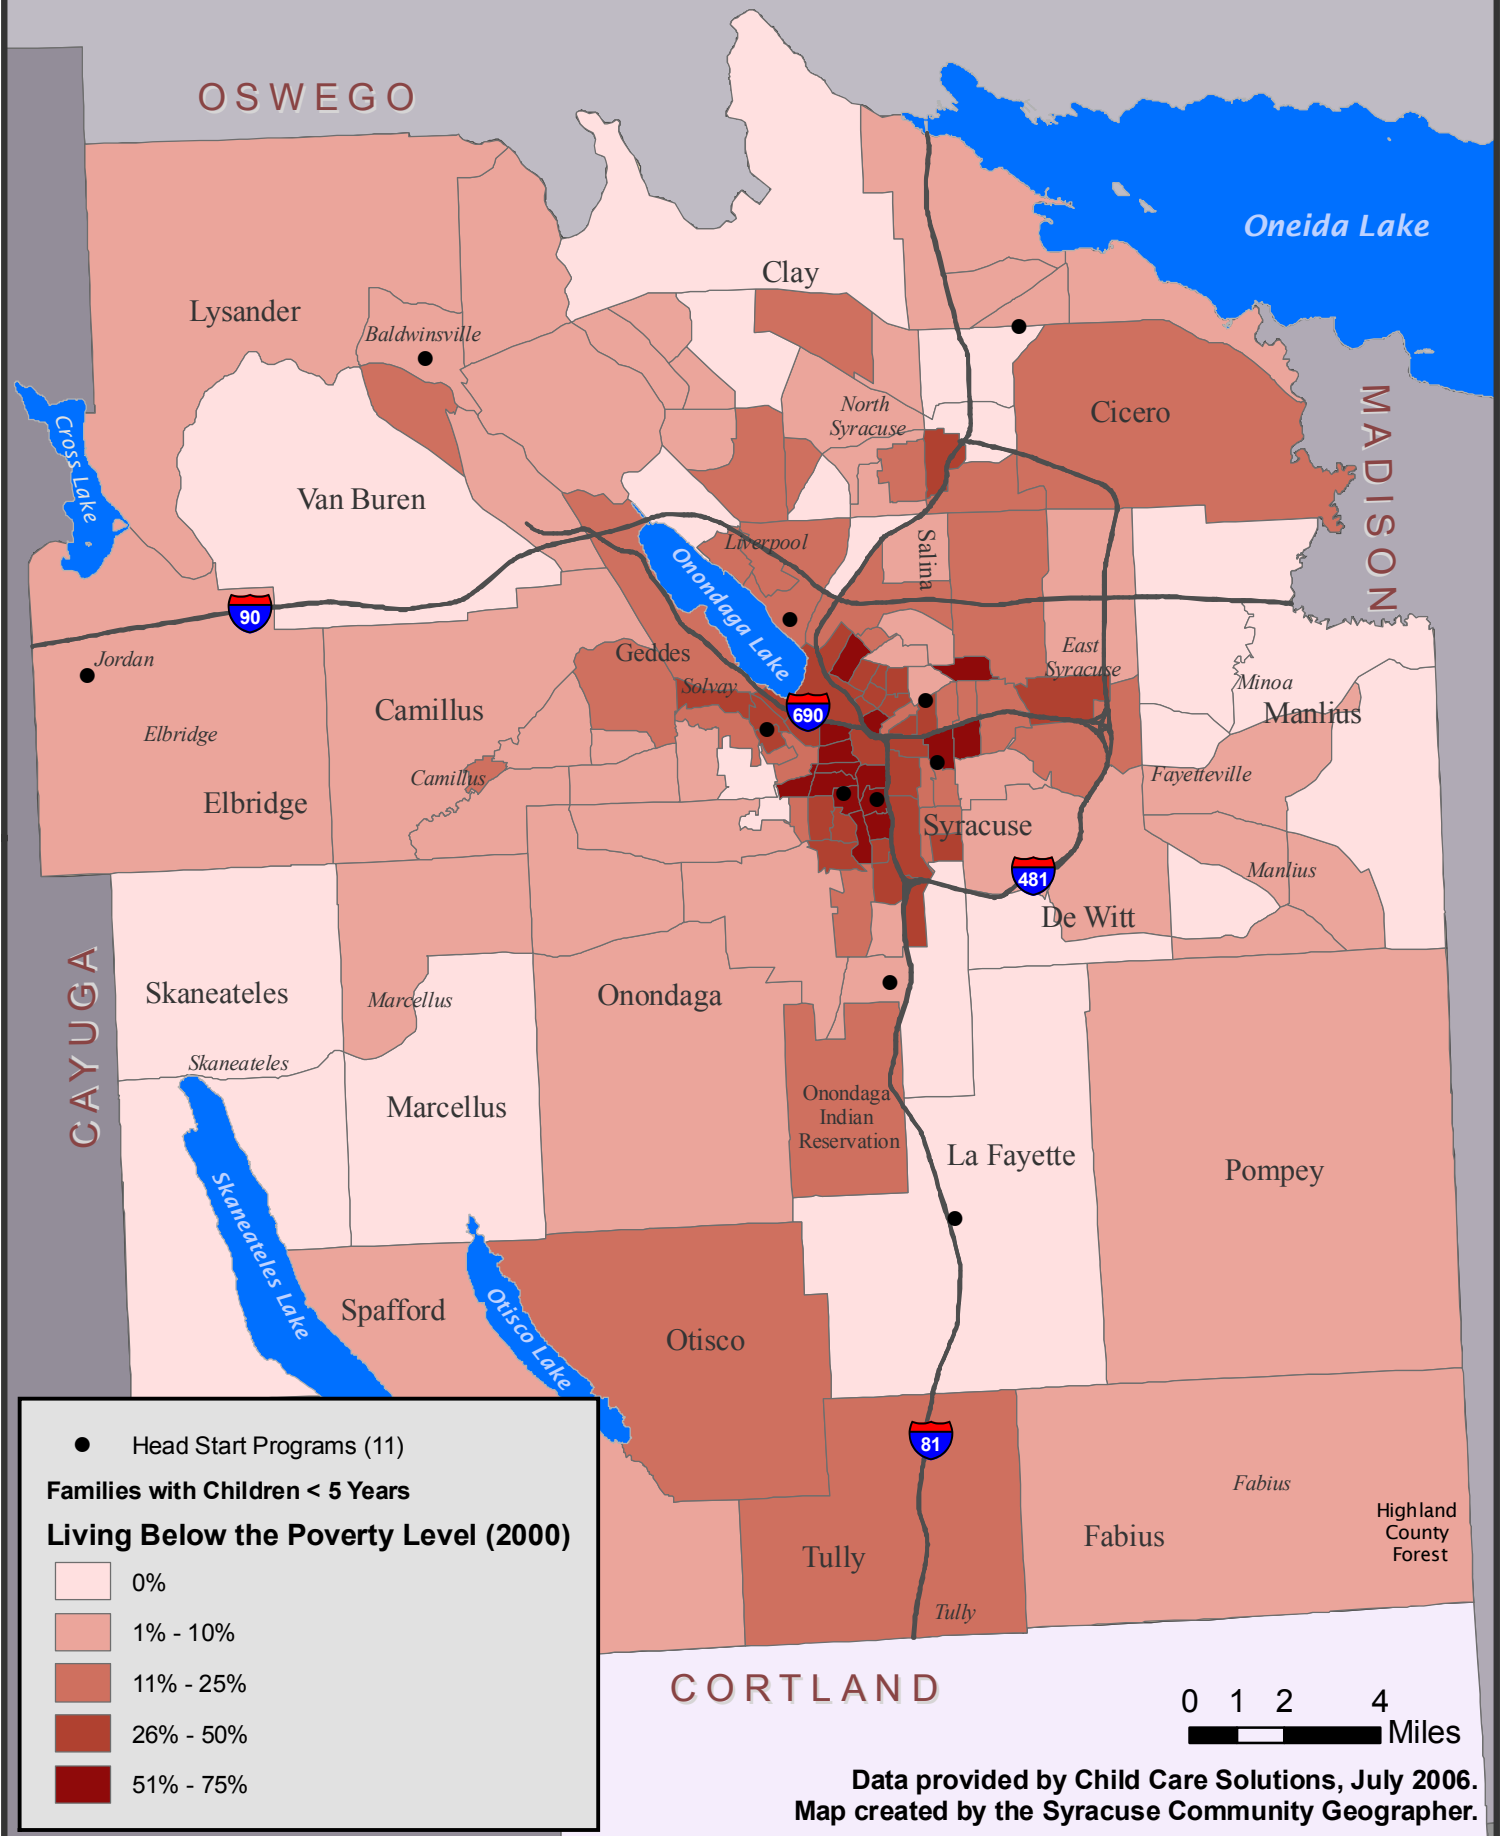 OSWEGO
Oneida Lake
Clay
Lysander
Baldwinsville
North
Syracuse
Cicero
MADISON
Cross Lake
Van Buren
Liverpool
Salina
Onondaga Lake
90
East
Syracuse
Jordan
Geddes
Solvay
Minoa
Manlius
690
Camillus
Elbridge
Camillus
Fayetteville
Elbridge
Syracuse
Manlius
481
De Witt
CAYUGA
Skaneateles
Marcellus
Onondaga
Skaneateles
Marcellus
Onondaga
Indian
Reservation
La Fayette
Pompey
Skaneateles Lake
Spafford
Otisco Lake
Otisco
81
Head Start Programs (11)
Families with Children < 5 Years
Living Below the Poverty Level (2000)
0%
1% - 10%
11% - 25%
26% - 50%
51% - 75%
Fabius
Highland
County
Forest
Fabius
Tully
Tully
CORTLAND
0 1 2 4
Miles
Data provided by Child Care Solutions, July 2006.
Map created by the Syracuse Community Geographer.